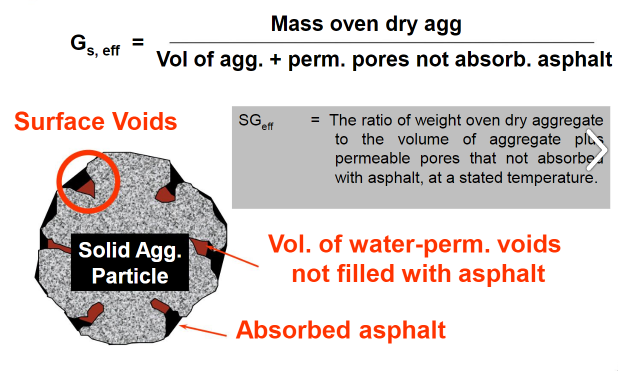 Mass oven dry agg
Gs, eff =
Vol of agg. + perm. pores not absorb. asphalt
Surface Voids
SGeff = The ratio of weight oven dry aggregate
to the volume of aggregate plus
permeable pores that not absorbed
with asphalt, at a stated temperature.
Solid Agg.
Particle
Vol. of water-perm. voids
not filled with asphalt
Absorbed asphalt